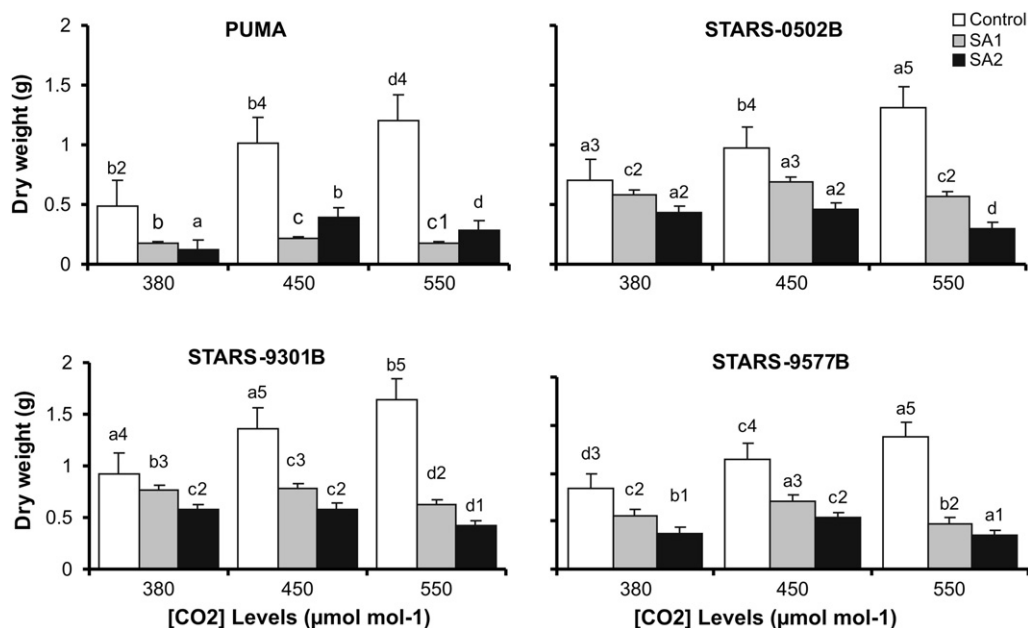 PUMA
2
1.5
1
0.5
0
Dry weight (g)
b2
b
a
b4
c
b
d4
c1
d
380
450
550
STARS-0502B
Control
SA1
SA2
a3
c2
a2
b4
a3
a2
a5
c2
d
380
450
550
STARS-9301B
2
1.5
1
0.5
0
Dry weight (g)
a4
b3
c2
a5
c3
c2
b5
d2
d1
380
450
550
[CO2] Levels (µmol mol-1)
STARS-9577B
d3
c2
b1
c4
a3
c2
a5
b2
a1
380
450
550
[CO2] Levels (µmol mol-1)